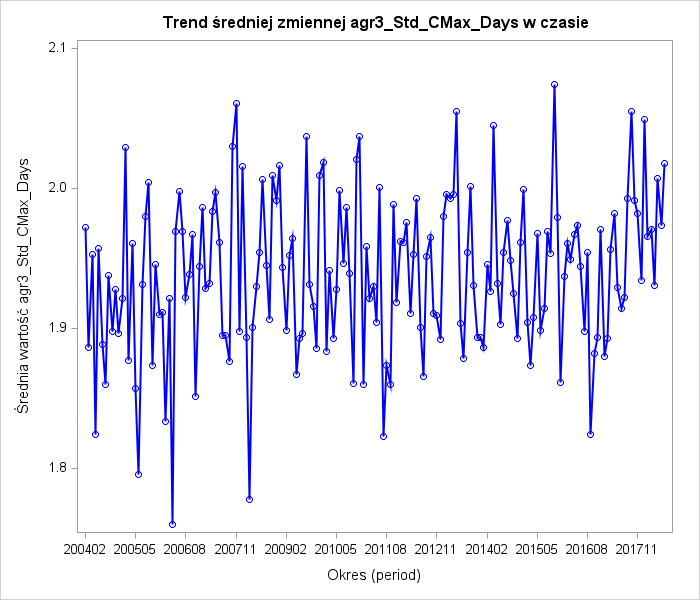 Trend średniej zmiennej agr3_Std_CMax_Days w czasie
2.1
2.0
1.9
1.8
Średnia wartość agr3_Std_CMax_Days
200402 200505 200608 200711 200902 201005 201108 201211 201402 201505 201608 201711
Okres (period)